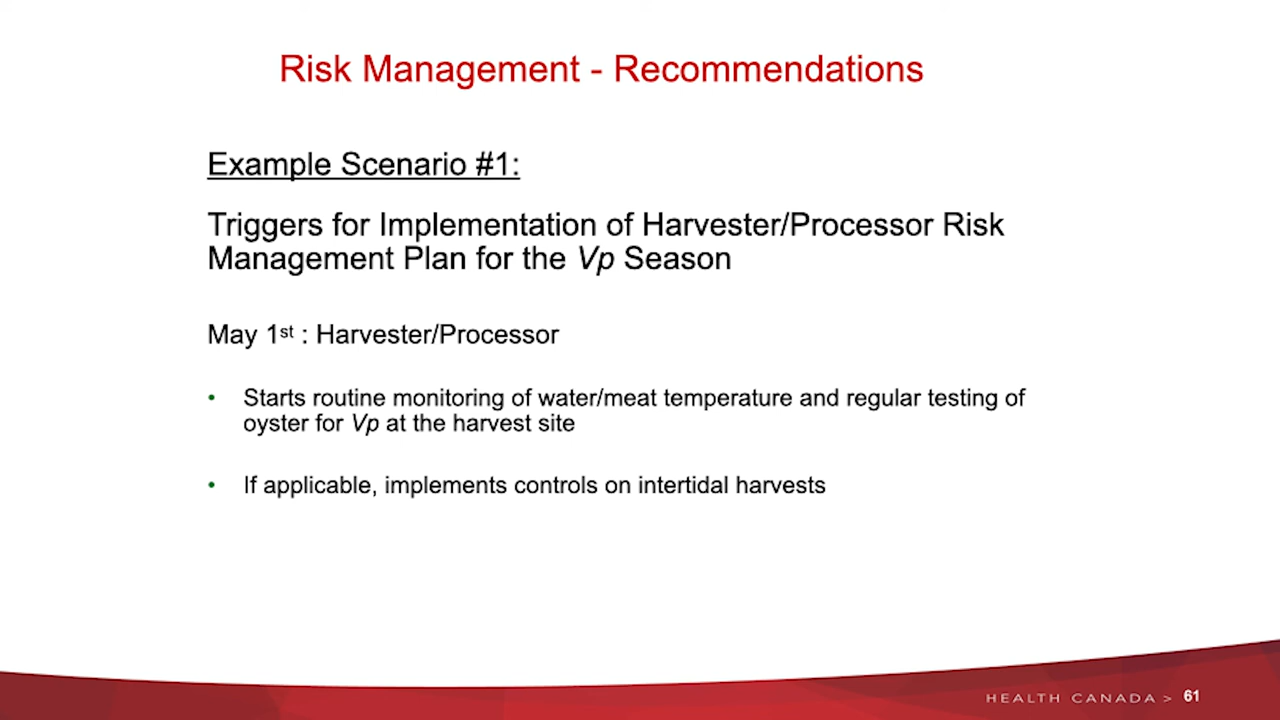 Risk Management - Recommendations
Example Scenario #1:
Triggers for Implementation of Harvester/Processor Risk
Management Plan for the Vp Season
May 1st : Harvester/Processor
• Starts routine monitoring of water/meat temperature and regular testing of
oyster for Vp at the harvest site
• If applicable, implements controls on intertidal harvests
HEALTH CANADA > 61